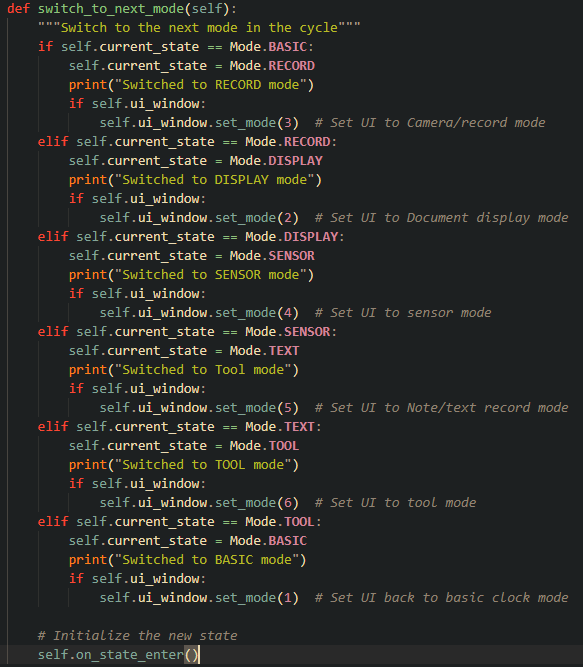 def switch_to_next_mode(self):
    """Switch to the next mode in the cycle"""
    if self.current_state == Mode.BASIC:
        self.current_state = Mode.RECORD
        print("Switched to RECORD mode")
        if self.ui_window:
            self.ui_window.set_mode(3)  # Set UI to Camera/record mode
    elif self.current_state == Mode.RECORD:
        self.current_state = Mode.DISPLAY
        print("Switched to DISPLAY mode")
        if self.ui_window:
            self.ui_window.set_mode(2)  # Set UI to Document display mode
    elif self.current_state == Mode.DISPLAY:
        self.current_state = Mode.SENSOR
        print("Switched to SENSOR mode")
        if self.ui_window:
            self.ui_window.set_mode(4)  # Set UI to sensor mode
    elif self.current_state == Mode.SENSOR:
        self.current_state = Mode.TEXT
        print("Switched to Tool mode")
        if self.ui_window:
            self.ui_window.set_mode(5)  # Set UI to Note/text record mode
    elif self.current_state == Mode.TEXT:
        self.current_state = Mode.TOOL
        print("Switched to TOOL mode")
        if self.ui_window:
            self.ui_window.set_mode(6)  # Set UI to tool mode
    elif self.current_state == Mode.TOOL:
        self.current_state = Mode.BASIC
        print("Switched to BASIC mode")
        if self.ui_window:
            self.ui_window.set_mode(1)  # Set UI back to basic clock mode

    # Initialize the new state
    self.on_state_enter()